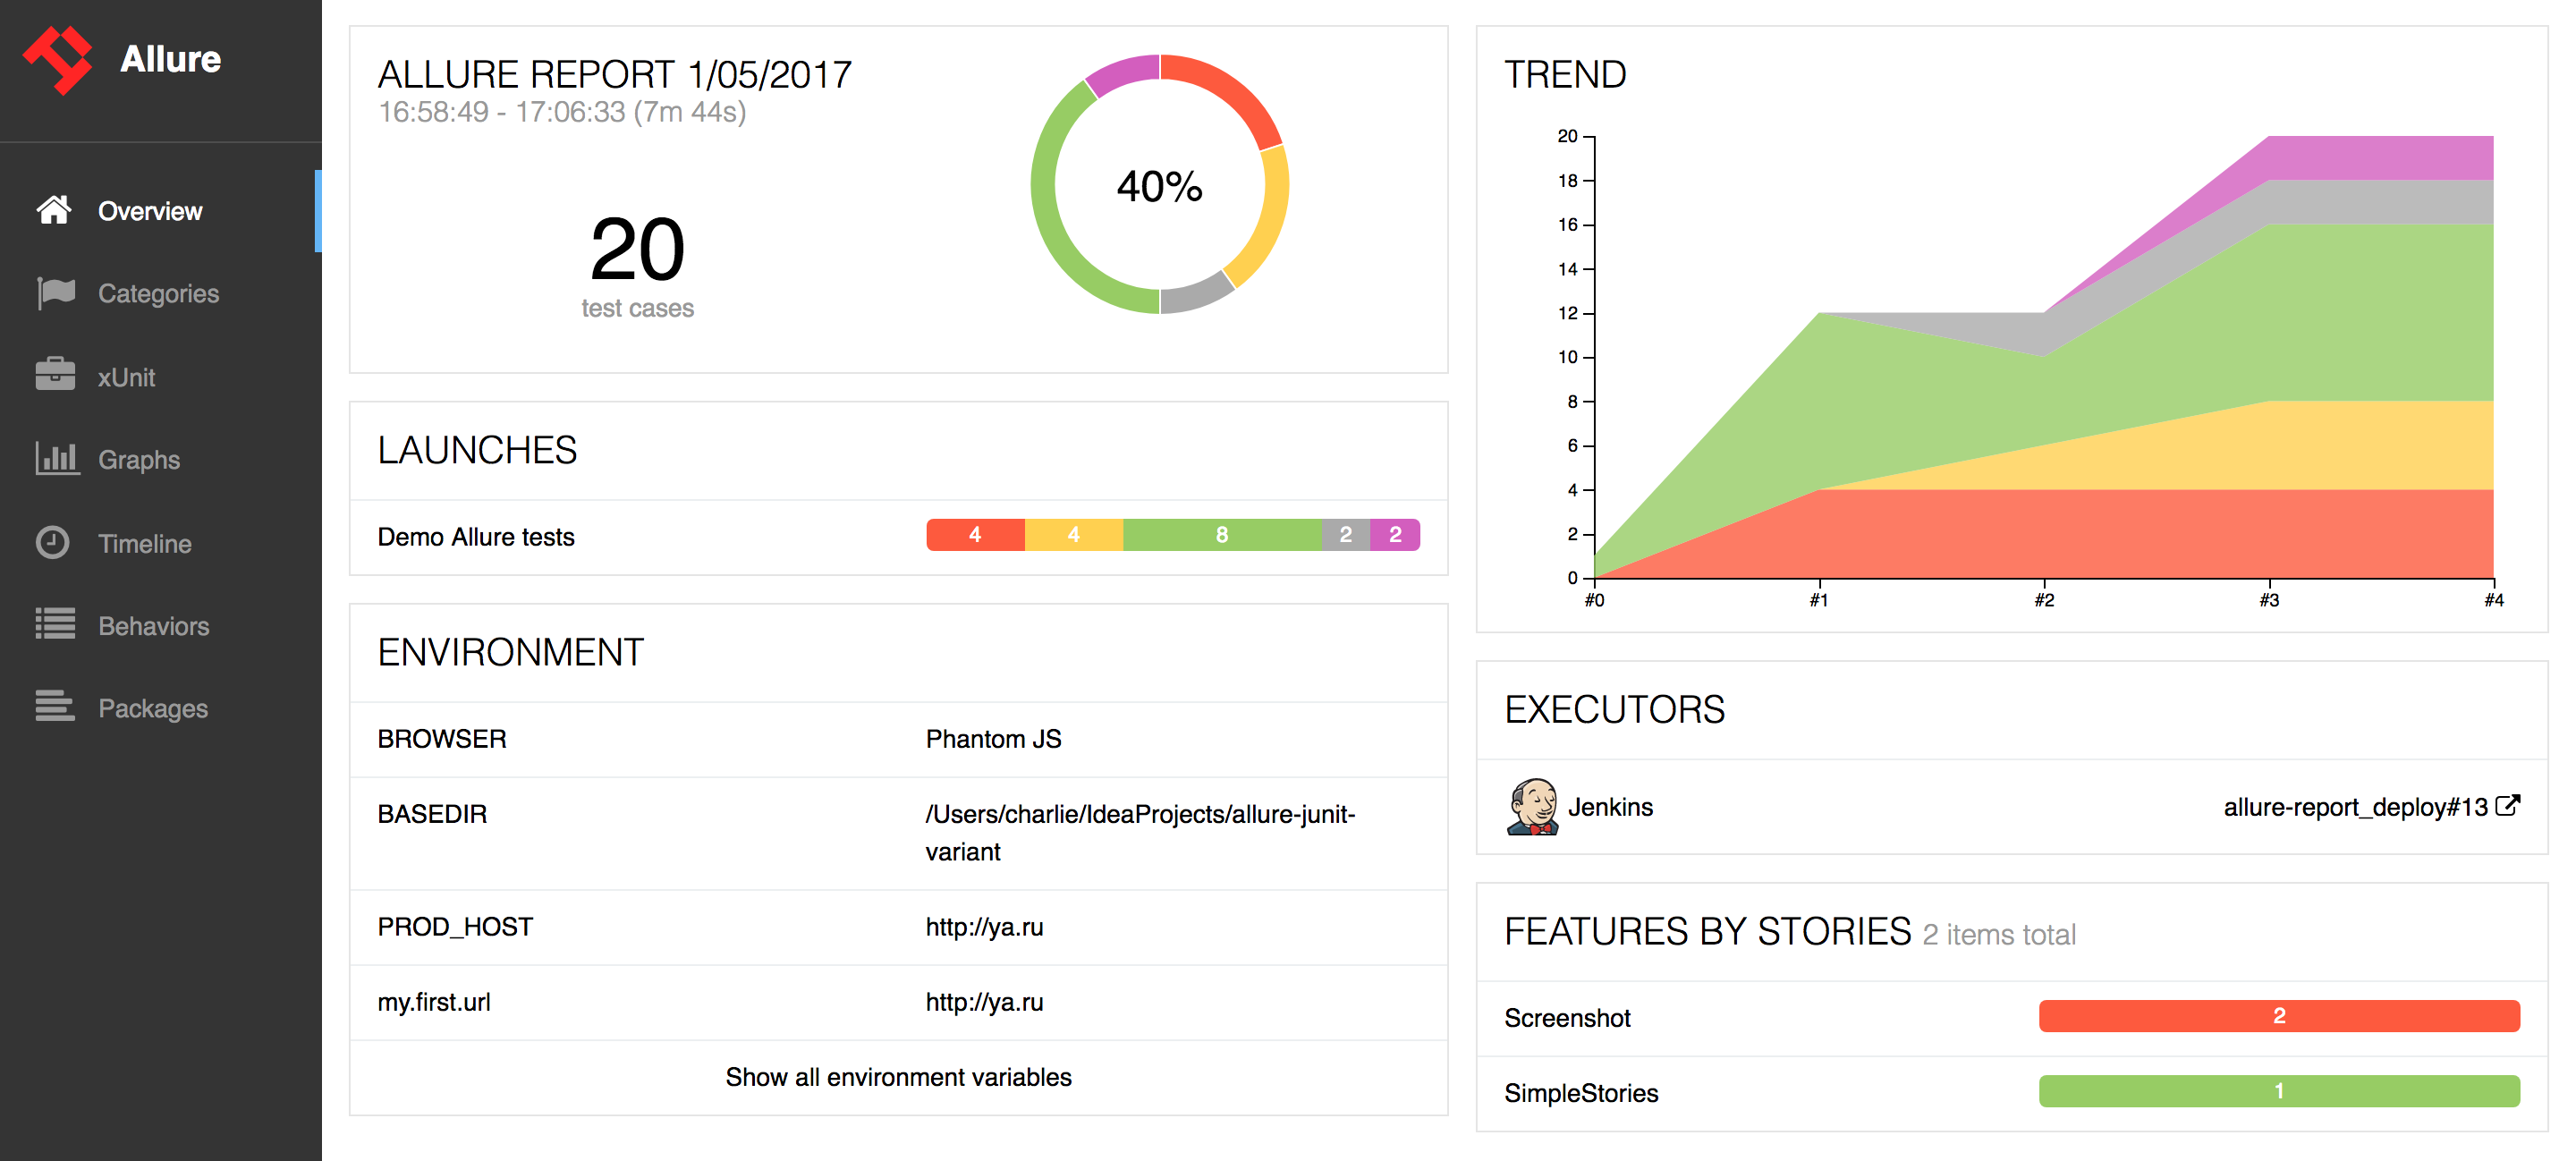 Allure
Overview
Categories
xUnit
Graphs
Timeline
Behaviors
Packages
ALLURE REPORT 1/05/2017
16:58:49 - 17:06:33 (7m 44s)
20
test cases
40%
LAUNCHES
Demo Allure tests
4 4 8 2 2
ENVIRONMENT
BROWSER Phantom JS
BASEDIR /Users/charlie/IdeaProjects/allure-junit-
variant
PROD_HOST http://ya.ru
my.first.url http://ya.ru
Show all environment variables
TREND
20
18
16
14
12
10
8
6
4
2
0
#0 #1 #2 #3 #4
EXECUTORS
Jenkins allure-report_deploy#13
FEATURES BY STORIES 2 items total
Screenshot 2
SimpleStories 1